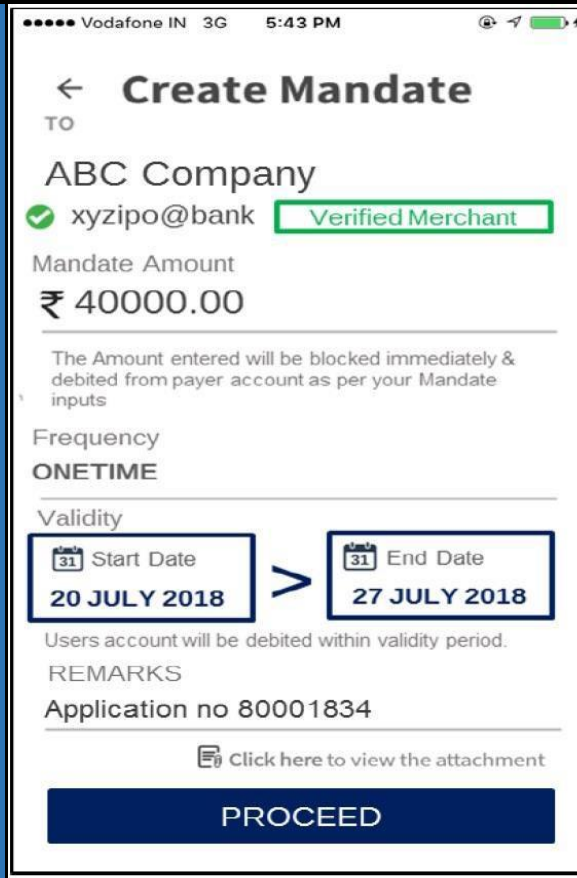 Vodafone IN 3G 5:43 PM
← Create Mandate
TO
ABC Company
xyzipo@bank Verified Merchant
Mandate Amount
₹ 40000.00
The Amount entered will be blocked immediately &
debited from payer account as per your Mandate
inputs
Frequency
ONETIME
Validity
31 Start Date 31 End Date
20 JULY 2018 > 27 JULY 2018
Users account will be debited within validity period.
REMARKS
Application no 80001834
Click here to view the attachment
PROCEED